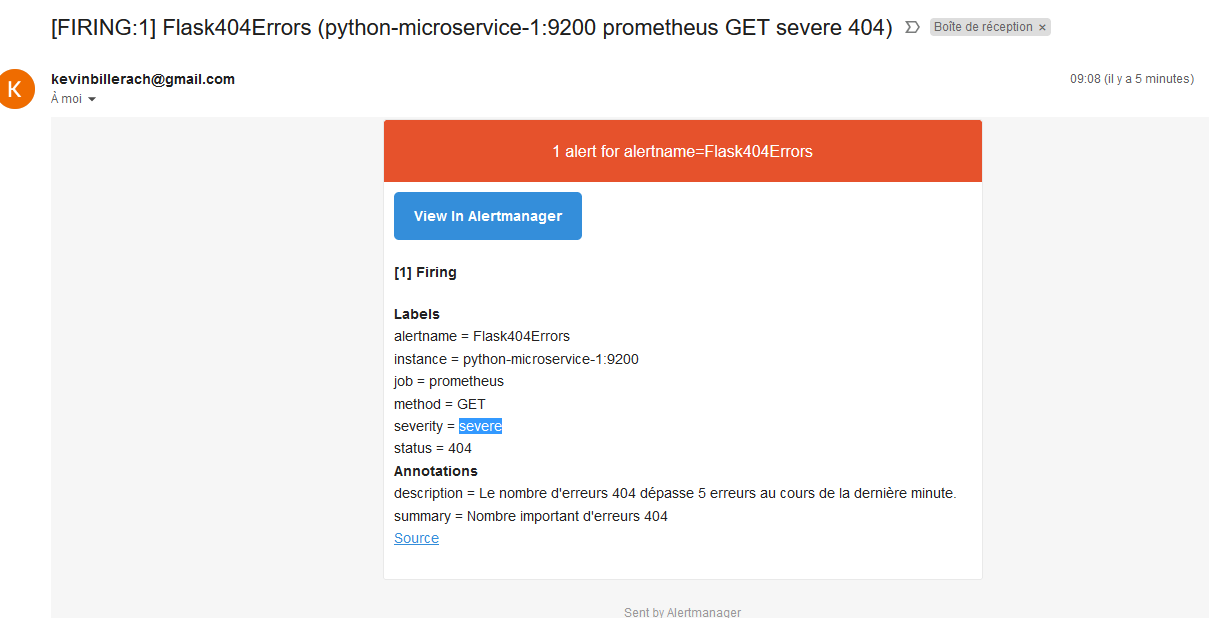 [FIRING:1] Flask404Errors (python-microservice-1:9200 prometheus GET severe 404) Boîte de réception ×
K
kevinbillerach@gmail.com 09:08 (il y a 5 minutes)
À moi
1 alert for alertname=Flask404Errors
View In Alertmanager
[1] Firing
Labels
alertname = Flask404Errors
instance = python-microservice-1:9200
job = prometheus
method = GET
severity = severe
status = 404
Annotations
description = Le nombre d'erreurs 404 dépasse 5 erreurs au cours de la dernière minute.
summary = Nombre important d'erreurs 404
Source
Sent by Alertmanager